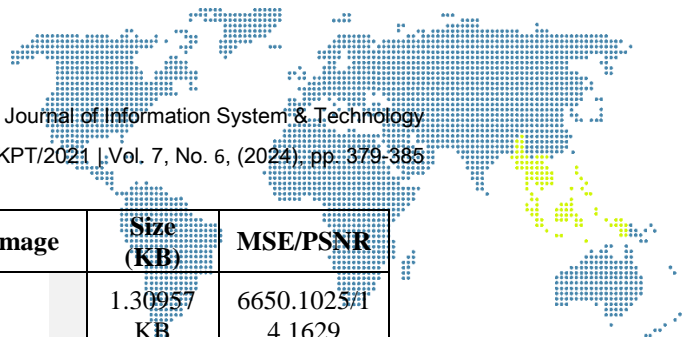 Journal of Information System & Technology
KPT/2021 | Vol. 7, No. 6, (2024), pp. 379-385
mage Size (KB) MSE/PSNR
1.30957 KB 6650.1025/1 4.1629